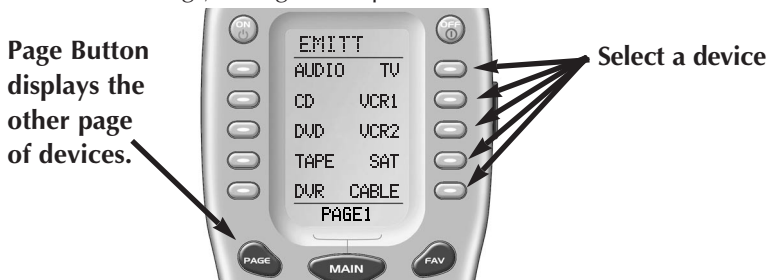 ON
OFF
EMITT
AUDIO TV
CD VCR1
DVD VCR2
TAPE SAT
DVR CABLE
PAGE1
PAGE
MAIN
FAV
Page Button
displays the
other page
of devices.
Select a device